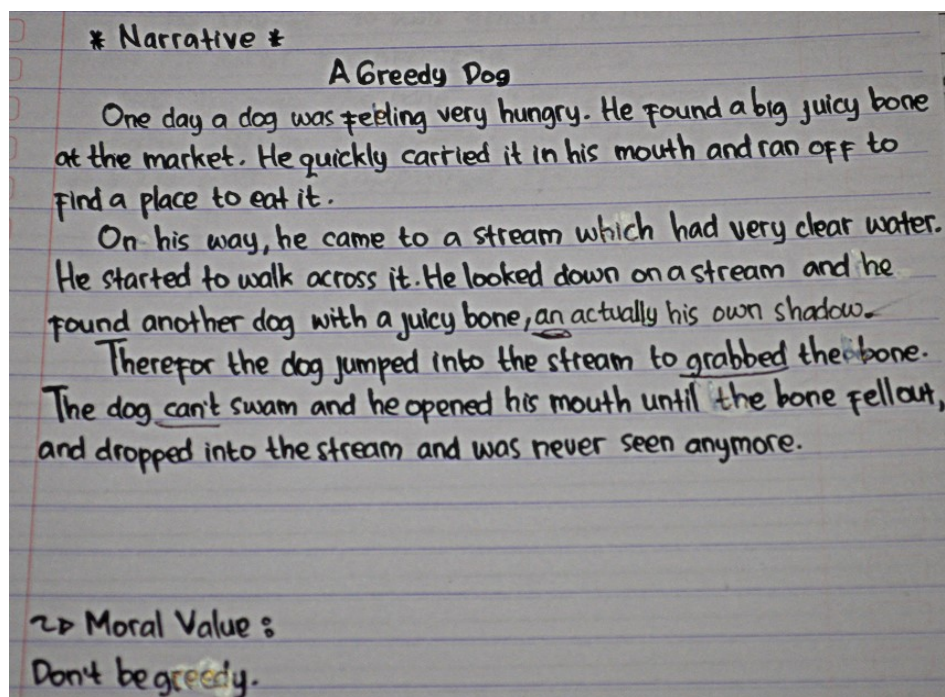 * Narrative *
A Greedy Dog
One day a dog was feeling very hungry. He found a big juicy bone
at the market. He quickly carried it in his mouth and ran off to
find a place to eat it.
On his way, he came to a stream which had very clear water.
He started to walk across it. He looked down on a stream and he
found another dog with a juicy bone, an actually his own shadow.
Therefor the dog jumped into the stream to grabbed the bone.
The dog can't swam and he opened his mouth until the bone fell out,
and dropped into the stream and was never seen anymore.
Moral Value :
Don't be greedy.